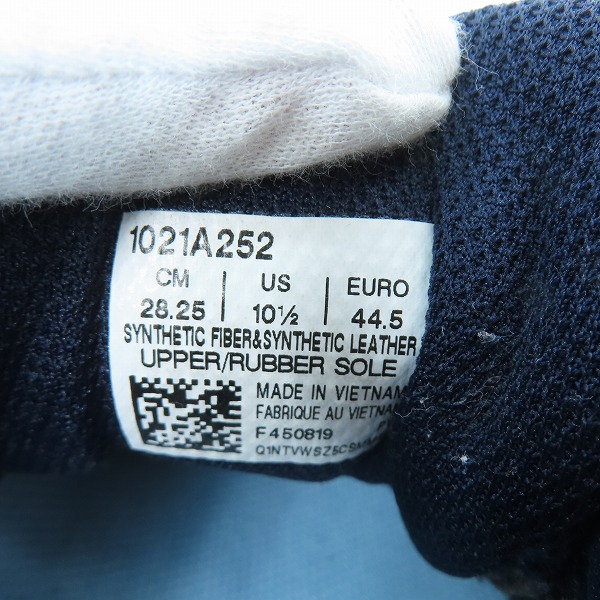 1021A252
CM US EURO
28.25 10½ 44.5
SYNTHETIC FIBER&SYNTHETIC LEATHER
UPPER/RUBBER SOLE
MADE IN VIETNAM
FABRIQUE AU VIETNAM
F450819